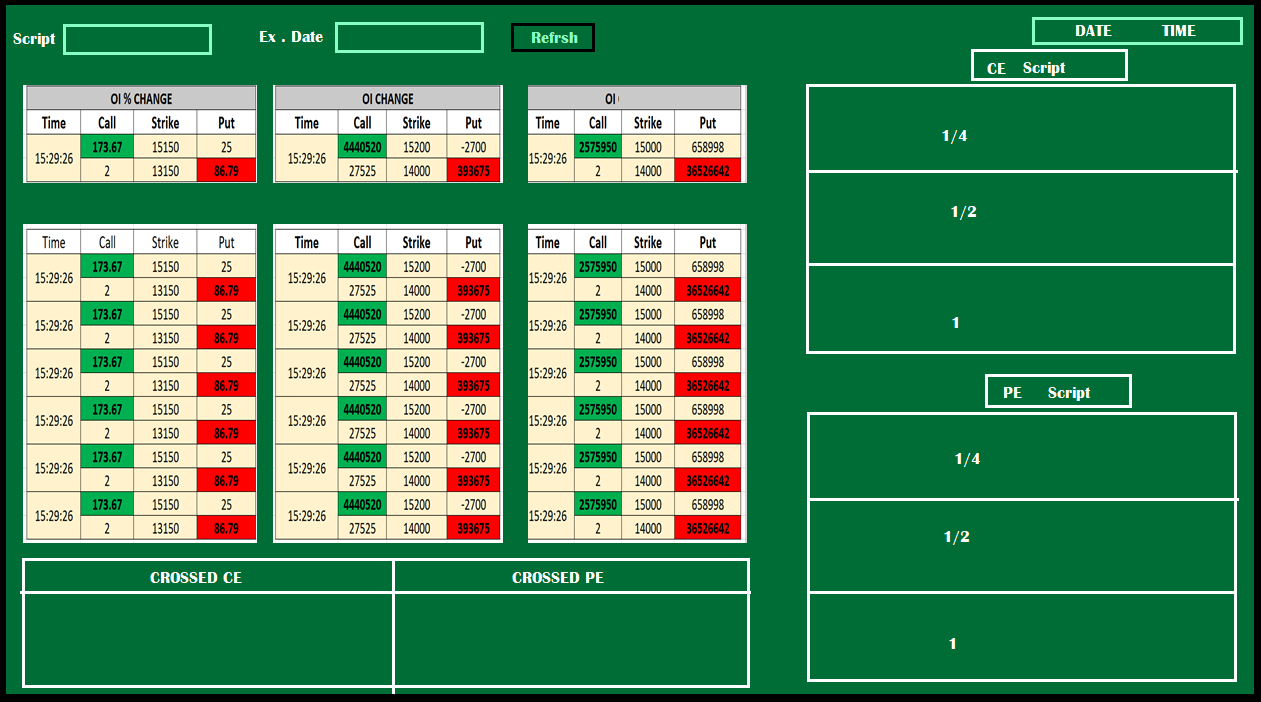 Script Ex . Date Refrsh DATE TIME
CE Script
OI % CHANGE OI CHANGE OI
Time Call Strike Put Time Call Strike Put Time Call Strike Put
15:29:26 173.67 15150 25 15:29:26 4440520 15200 -2700 15:29:26 2575950 15000 658998
2 13150 86.79 27525 14000 393675 2 14000 36526642
Time Call Strike Put Time Call Strike Put Time Call Strike Put
15:29:26 173.67 15150 25 15:29:26 4440520 15200 -2700 15:29:26 2575950 15000 658998
2 13150 86.79 27525 14000 393675 2 14000 36526642
15:29:26 173.67 15150 25 15:29:26 4440520 15200 -2700 15:29:26 2575950 15000 658998
2 13150 86.79 27525 14000 393675 2 14000 36526642
15:29:26 173.67 15150 25 15:29:26 4440520 15200 -2700 15:29:26 2575950 15000 658998
2 13150 86.79 27525 14000 393675 2 14000 36526642
15:29:26 173.67 15150 25 15:29:26 4440520 15200 -2700 15:29:26 2575950 15000 658998
2 13150 86.79 27525 14000 393675 2 14000 36526642
15:29:26 173.67 15150 25 15:29:26 4440520 15200 -2700 15:29:26 2575950 15000 658998
2 13150 86.79 27525 14000 393675 2 14000 36526642
15:29:26 173.67 15150 25 15:29:26 4440520 15200 -2700 15:29:26 2575950 15000 658998
2 13150 86.79 27525 14000 393675 2 14000 36526642
CROSSED CE CROSSED PE
1/4
1/2
1
PE Script
1/4
1/2
1